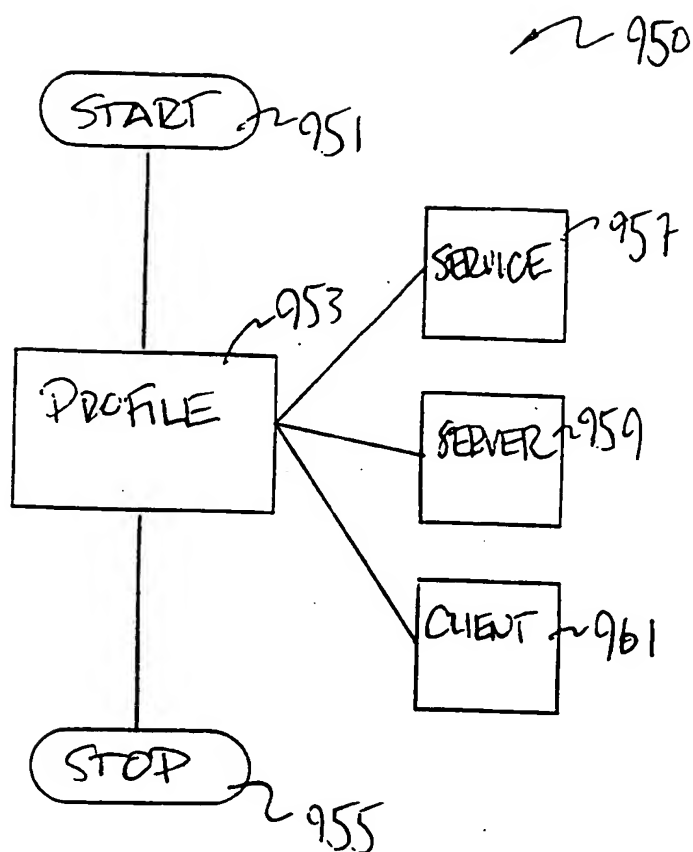 950
START
951
SERVICE
957
953
PROFILE
SERVER
959
CLIENT
961
STOP
955